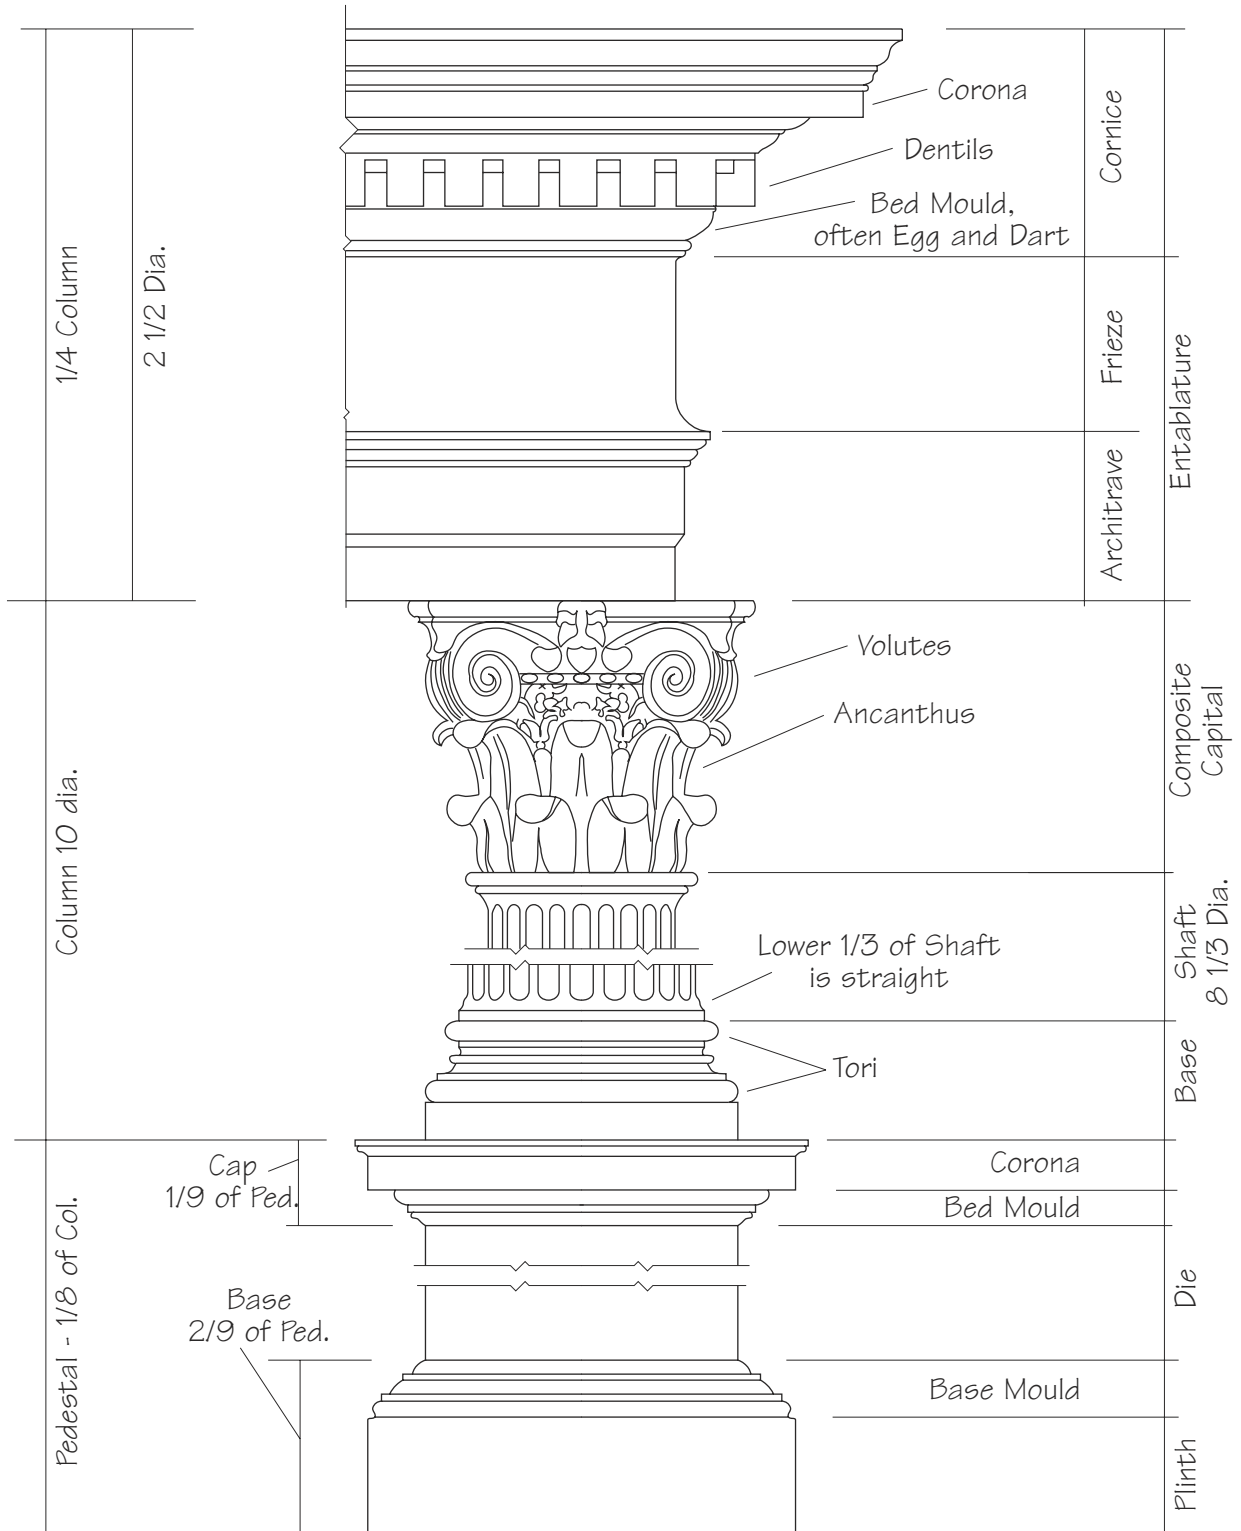 Corona
Cornice
Dentils
Bed Mould,
often Egg and Dart
1/4 Column
2 1/2 Dia.
Frieze
Entablature
Architrave
Volutes
Ancanthus
Composite
Capital
Column 10 dia.
Shaft
8 1/3 Dia.
Lower 1/3 of Shaft
is straight
Base
Tori
Cap
1/9 of Ped.
Corona
Bed Mould
Pedestal - 1/8 of Col.
Die
Base
2/9 of Ped.
Base Mould
Plinth